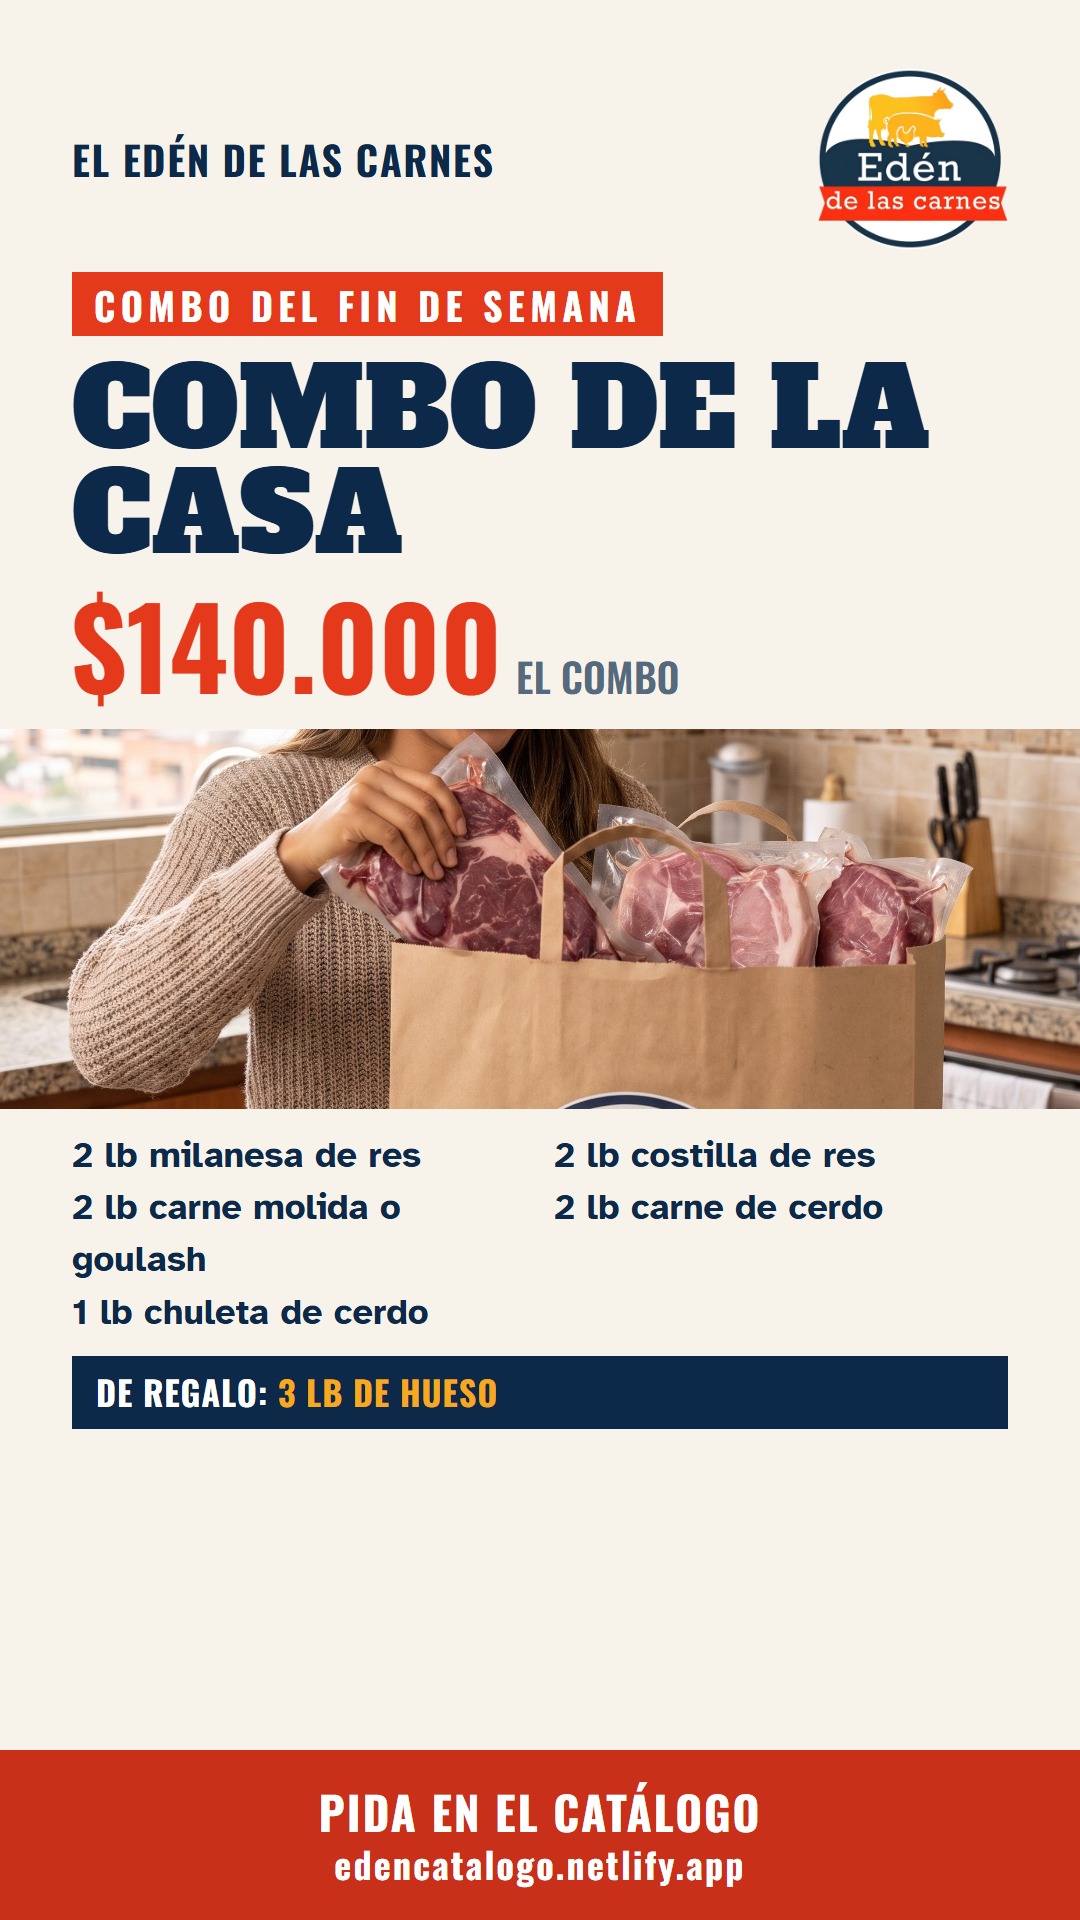 EL EDÉN DE LAS CARNES
Edén
de las carnes
COMBO DEL FIN DE SEMANA
COMBO DE LA
CASA
$140.000 EL COMBO
2 lb milanesa de res
2 lb carne molida o
goulash
1 lb chuleta de cerdo
2 lb costilla de res
2 lb carne de cerdo
DE REGALO: 3 LB DE HUESO
PIDA EN EL CATÁLOGO
edencatalogo.netlify.app